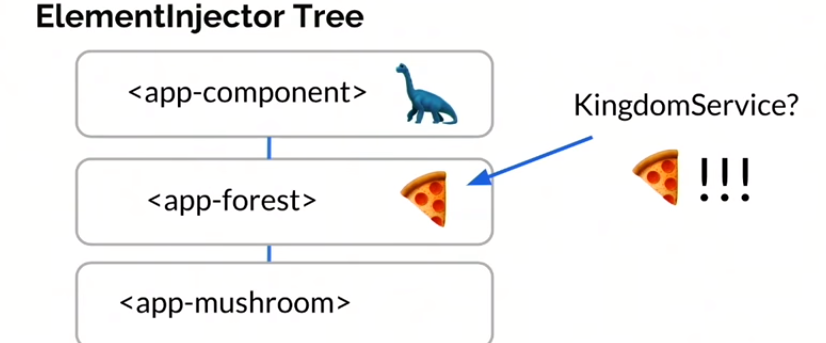 ElementInjector Tree
<app-component>
KingdomService?
<app-forest>
!!!
<app-mushroom>